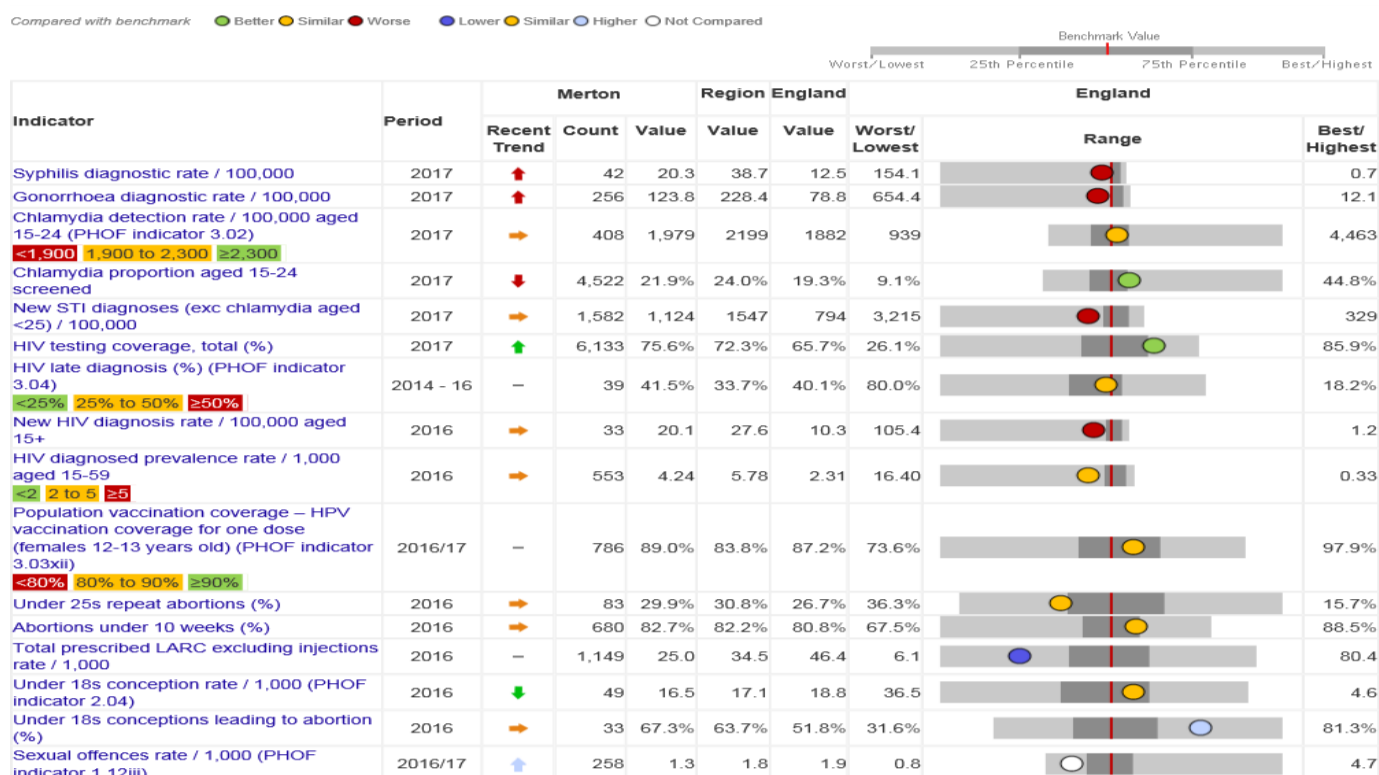 Compared with benchmark Better Similar Worse Lower Similar Higher Not Compared
Benchmark Value
Worst/Lowest 25th Percentile 75th Percentile Best/Highest
Merton Region England England
Indicator Period Recent Trend Count Value Value Value Worst/ Lowest Range Best/ Highest
Syphilis diagnostic rate / 100,000 2017 42 20.3 38.7 12.5 154.1 0.7
Gonorrhoea diagnostic rate / 100,000 2017 256 123.8 228.4 78.8 654.4 12.1
Chlamydia detection rate / 100,000 aged
15-24 (PHOF indicator 3.02) 2017 408 1,979 2199 1882 939 4,463
<1,900 1,900 to 2,300 ≥2,300
Chlamydia proportion aged 15-24
screened 2017 4,522 21.9% 24.0% 19.3% 9.1% 44.8%
New STI diagnoses (exc chlamydia aged
<25) / 100,000 2017 1,582 1,124 1547 794 3,215 329
HIV testing coverage, total (%) 2017 6,133 75.6% 72.3% 65.7% 26.1% 85.9%
HIV late diagnosis (%) (PHOF indicator
3.04) 2014 - 16 – 39 41.5% 33.7% 40.1% 80.0% 18.2%
<25% 25% to 50% ≥50%
New HIV diagnosis rate / 100,000 aged
15+ 2016 33 20.1 27.6 10.3 105.4 1.2
HIV diagnosed prevalence rate / 1,000
aged 15-59 2016 553 4.24 5.78 2.31 16.40 0.33
<2 2 to 5 ≥5
Population vaccination coverage – HPV
vaccination coverage for one dose
(females 12-13 years old) (PHOF indicator 2016/17 – 786 89.0% 83.8% 87.2% 73.6% 97.9%
3.03xii)
<80% 80% to 90% ≥90%
Under 25s repeat abortions (%) 2016 83 29.9% 30.8% 26.7% 36.3% 15.7%
Abortions under 10 weeks (%) 2016 680 82.7% 82.2% 80.8% 67.5% 88.5%
Total prescribed LARC excluding injections
rate / 1,000 2016 – 1,149 25.0 34.5 46.4 6.1 80.4
Under 18s conception rate / 1,000 (PHOF
indicator 2.04) 2016 49 16.5 17.1 18.8 36.5 4.6
Under 18s conceptions leading to abortion
(%) 2016 33 67.3% 63.7% 51.8% 31.6% 81.3%
Sexual offences rate / 1,000 (PHOF
indicator 1.12iii) 2016/17 258 1.3 1.8 1.9 0.8 4.7